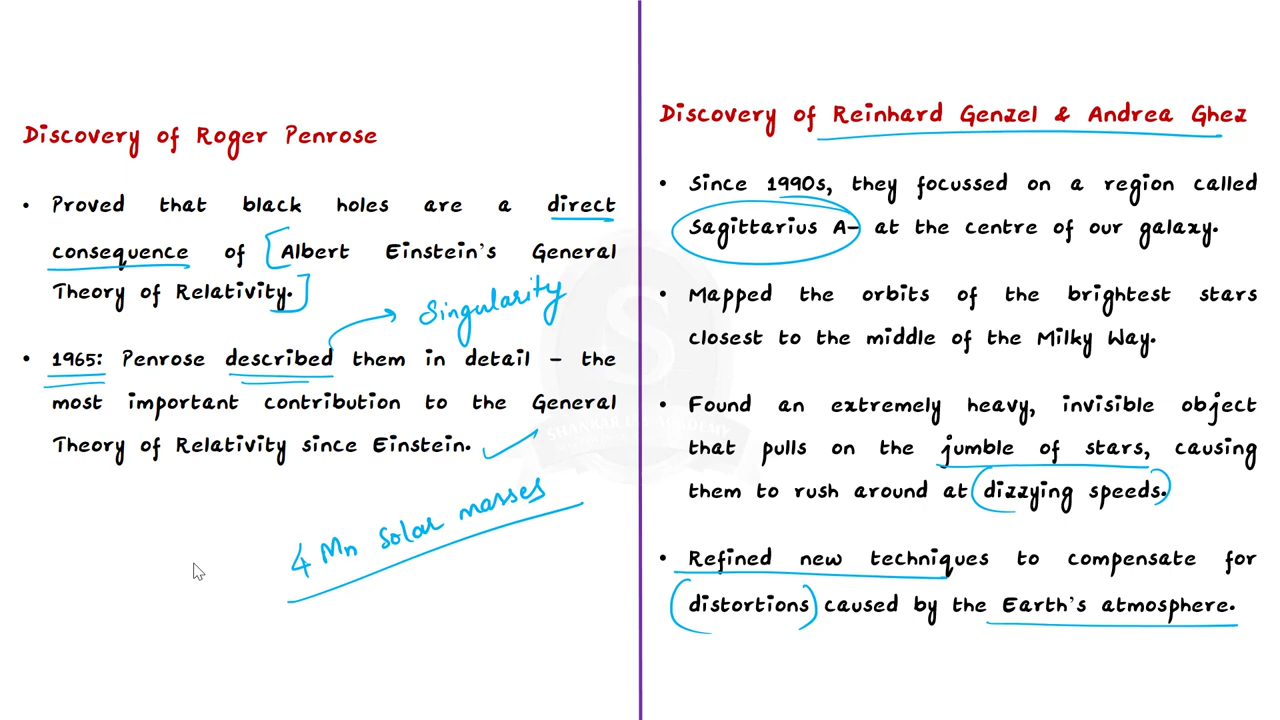 Discovery of Roger Penrose
• Proved that black holes are a direct
consequence of [Albert Einstein's General
Theory of Relativity.]
Singularity
• 1965: Penrose described them in detail – the
most important contribution to the General
Theory of Relativity since Einstein.
4 Mn Solar masses
Discovery of Reinhard Genzel & Andrea Ghez
• Since 1990s, they focussed on a region called
Sagittarius A- at the centre of our galaxy.
• Mapped the orbits of the brightest stars
closest to the middle of the Milky Way.
• Found an extremely heavy, invisible object
that pulls on the jumble of stars, causing
them to rush around at (dizzying speeds.)
• Refined new techniques to compensate for
(distortions) caused by the Earth's atmosphere.